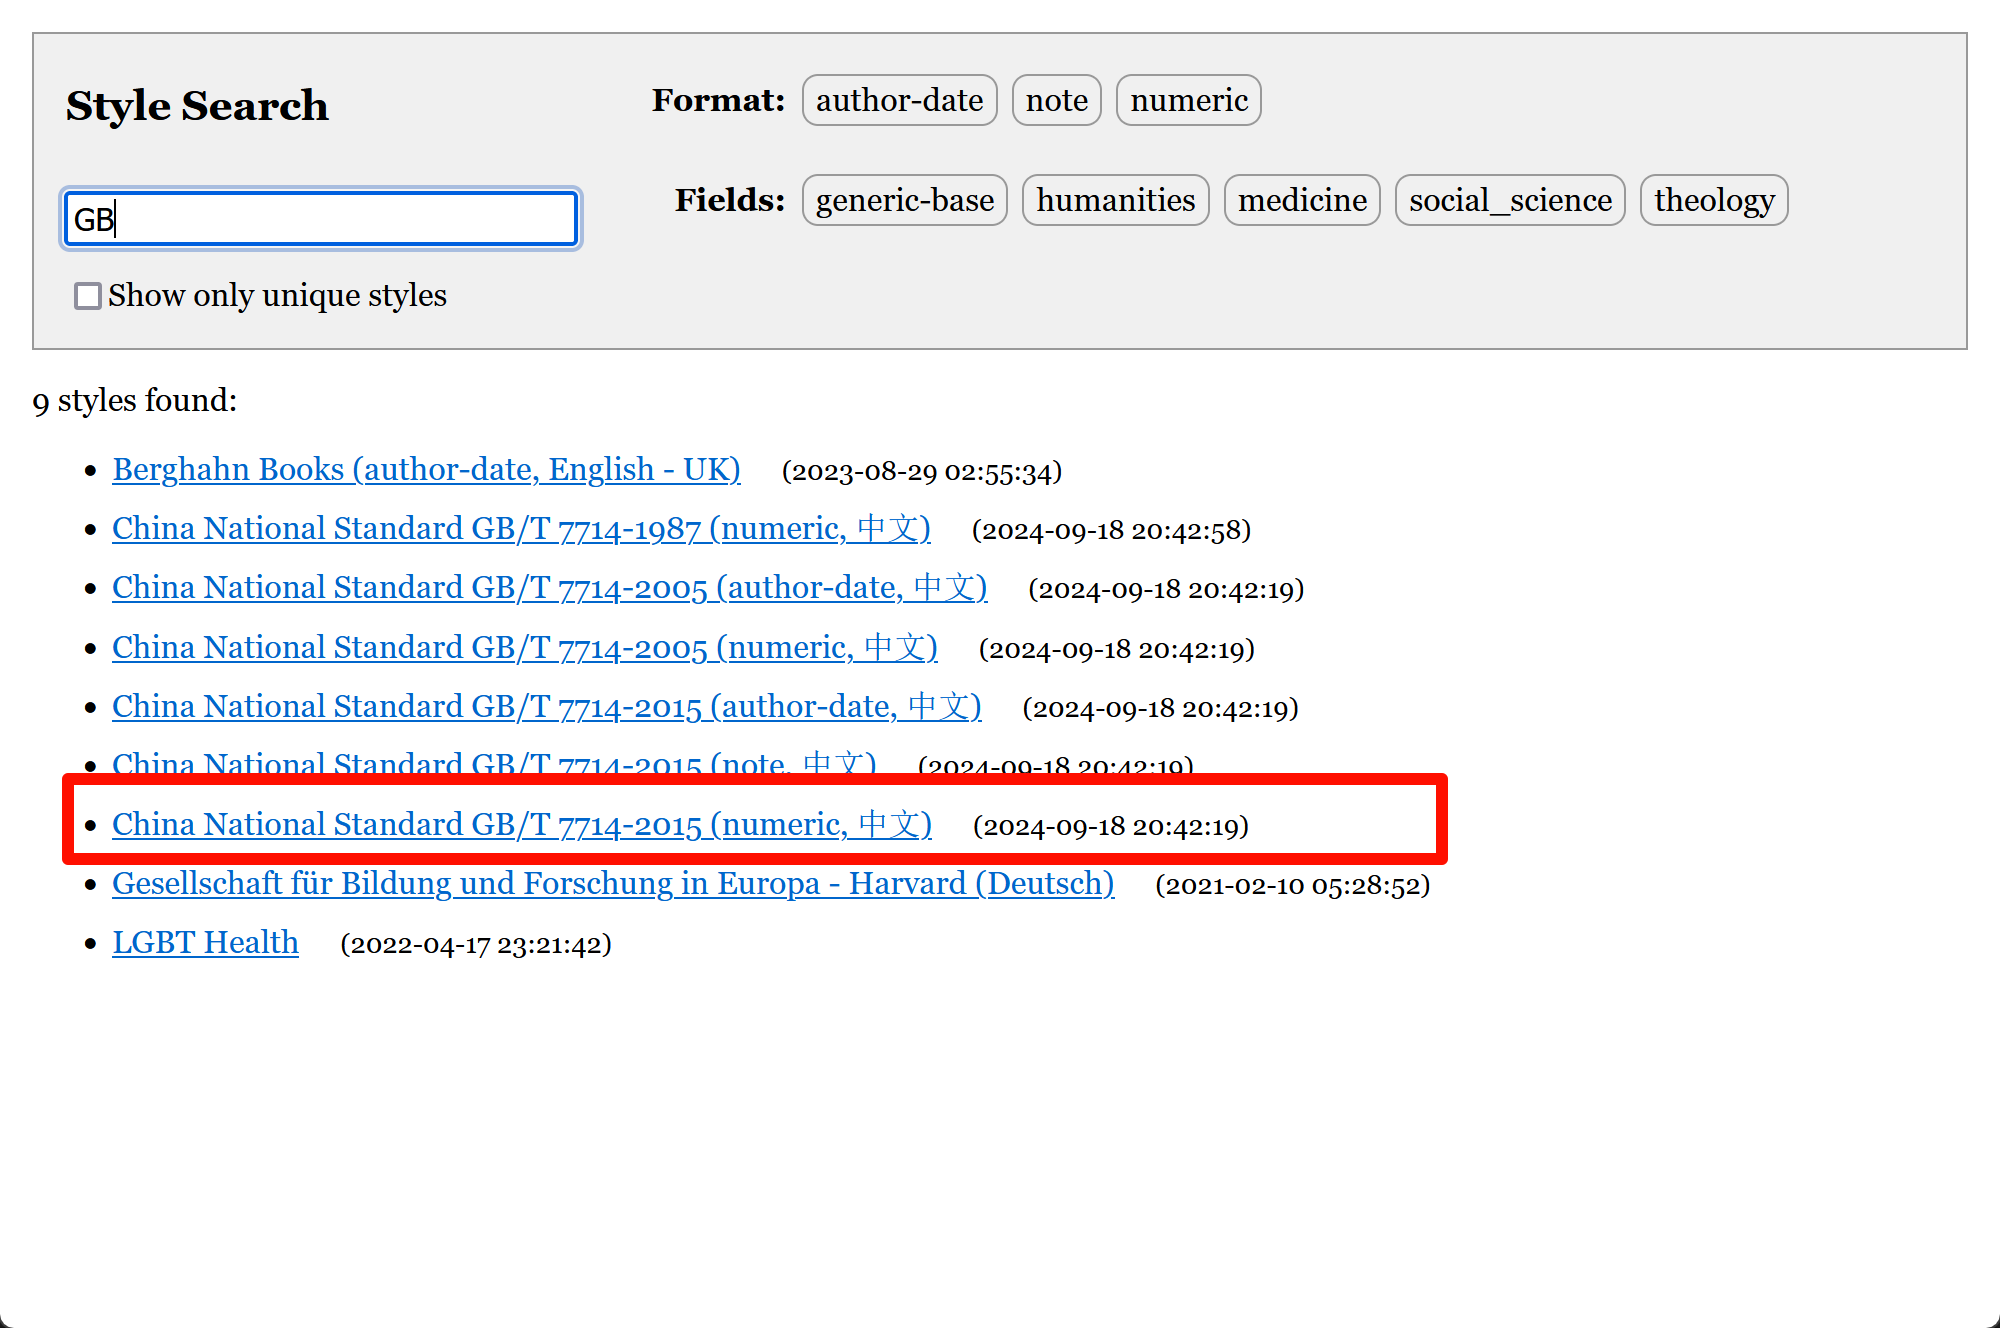 Style Search
Format: author-date note numeric
GB
Fields: generic-base humanities medicine social_science theology
Show only unique styles
9 styles found:
Berghahn Books (author-date, English - UK) (2023-08-29 02:55:34)
China National Standard GB/T 7714-1987 (numeric, 中文) (2024-09-18 20:42:58)
China National Standard GB/T 7714-2005 (author-date, 中文) (2024-09-18 20:42:19)
China National Standard GB/T 7714-2005 (numeric, 中文) (2024-09-18 20:42:19)
China National Standard GB/T 7714-2015 (author-date, 中文) (2024-09-18 20:42:19)
China National Standard GB/T 7714-2015 (note, 中文) (2024-09-18 20:42:19)
China National Standard GB/T 7714-2015 (numeric, 中文) (2024-09-18 20:42:19)
Gesellschaft für Bildung und Forschung in Europa - Harvard (Deutsch) (2021-02-10 05:28:52)
LGBT Health (2022-04-17 23:21:42)